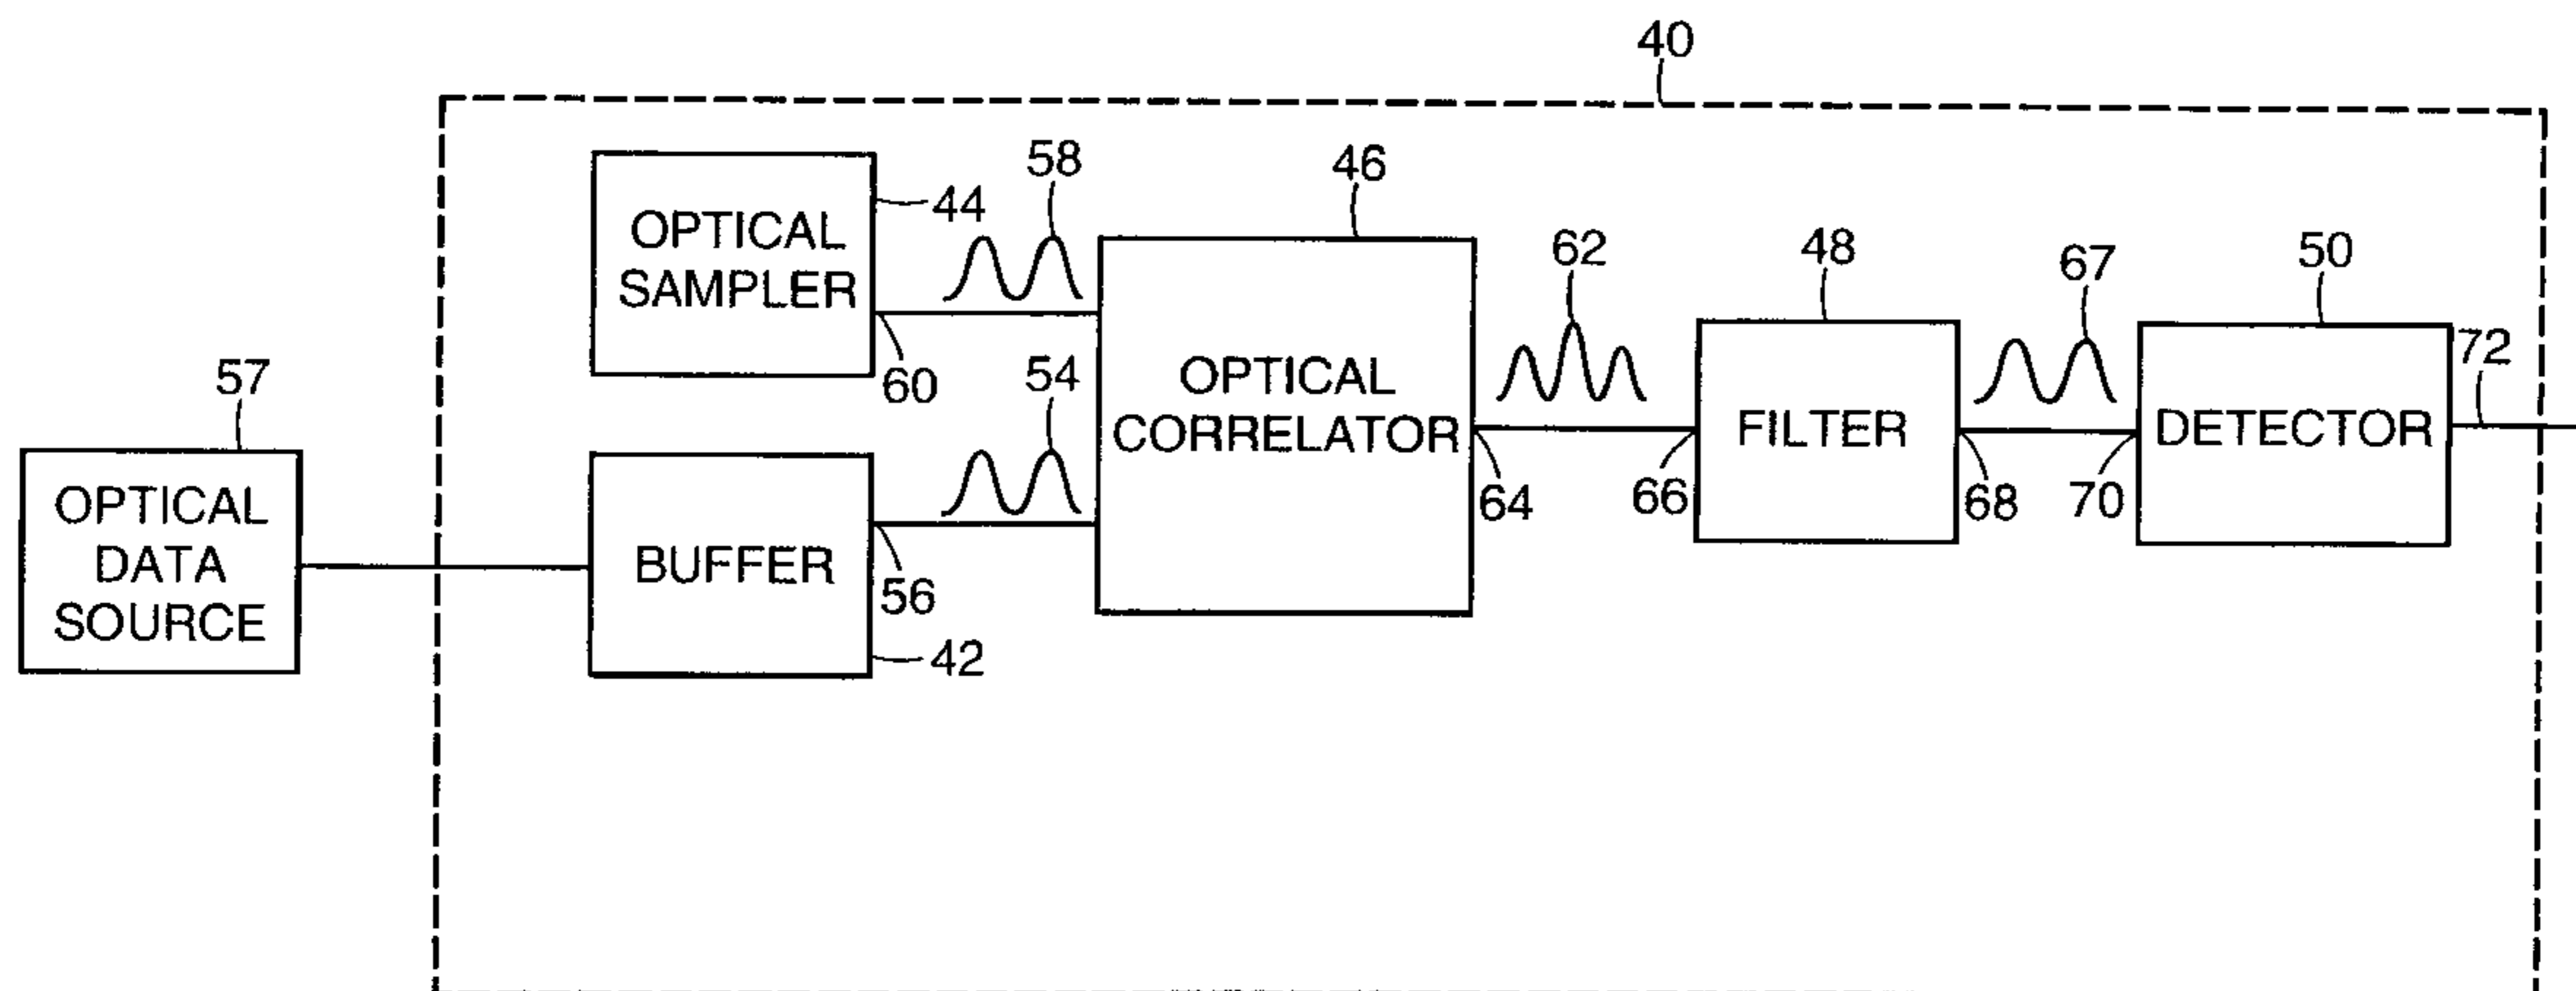 40
58
46
44
OPTICAL
SAMPLER
62
48
67
50
60
54
72
57
OPTICAL
CORRELATOR
FILTER
DETECTOR
64
66
68
70
OPTICAL
DATA
SOURCE
BUFFER
56
42